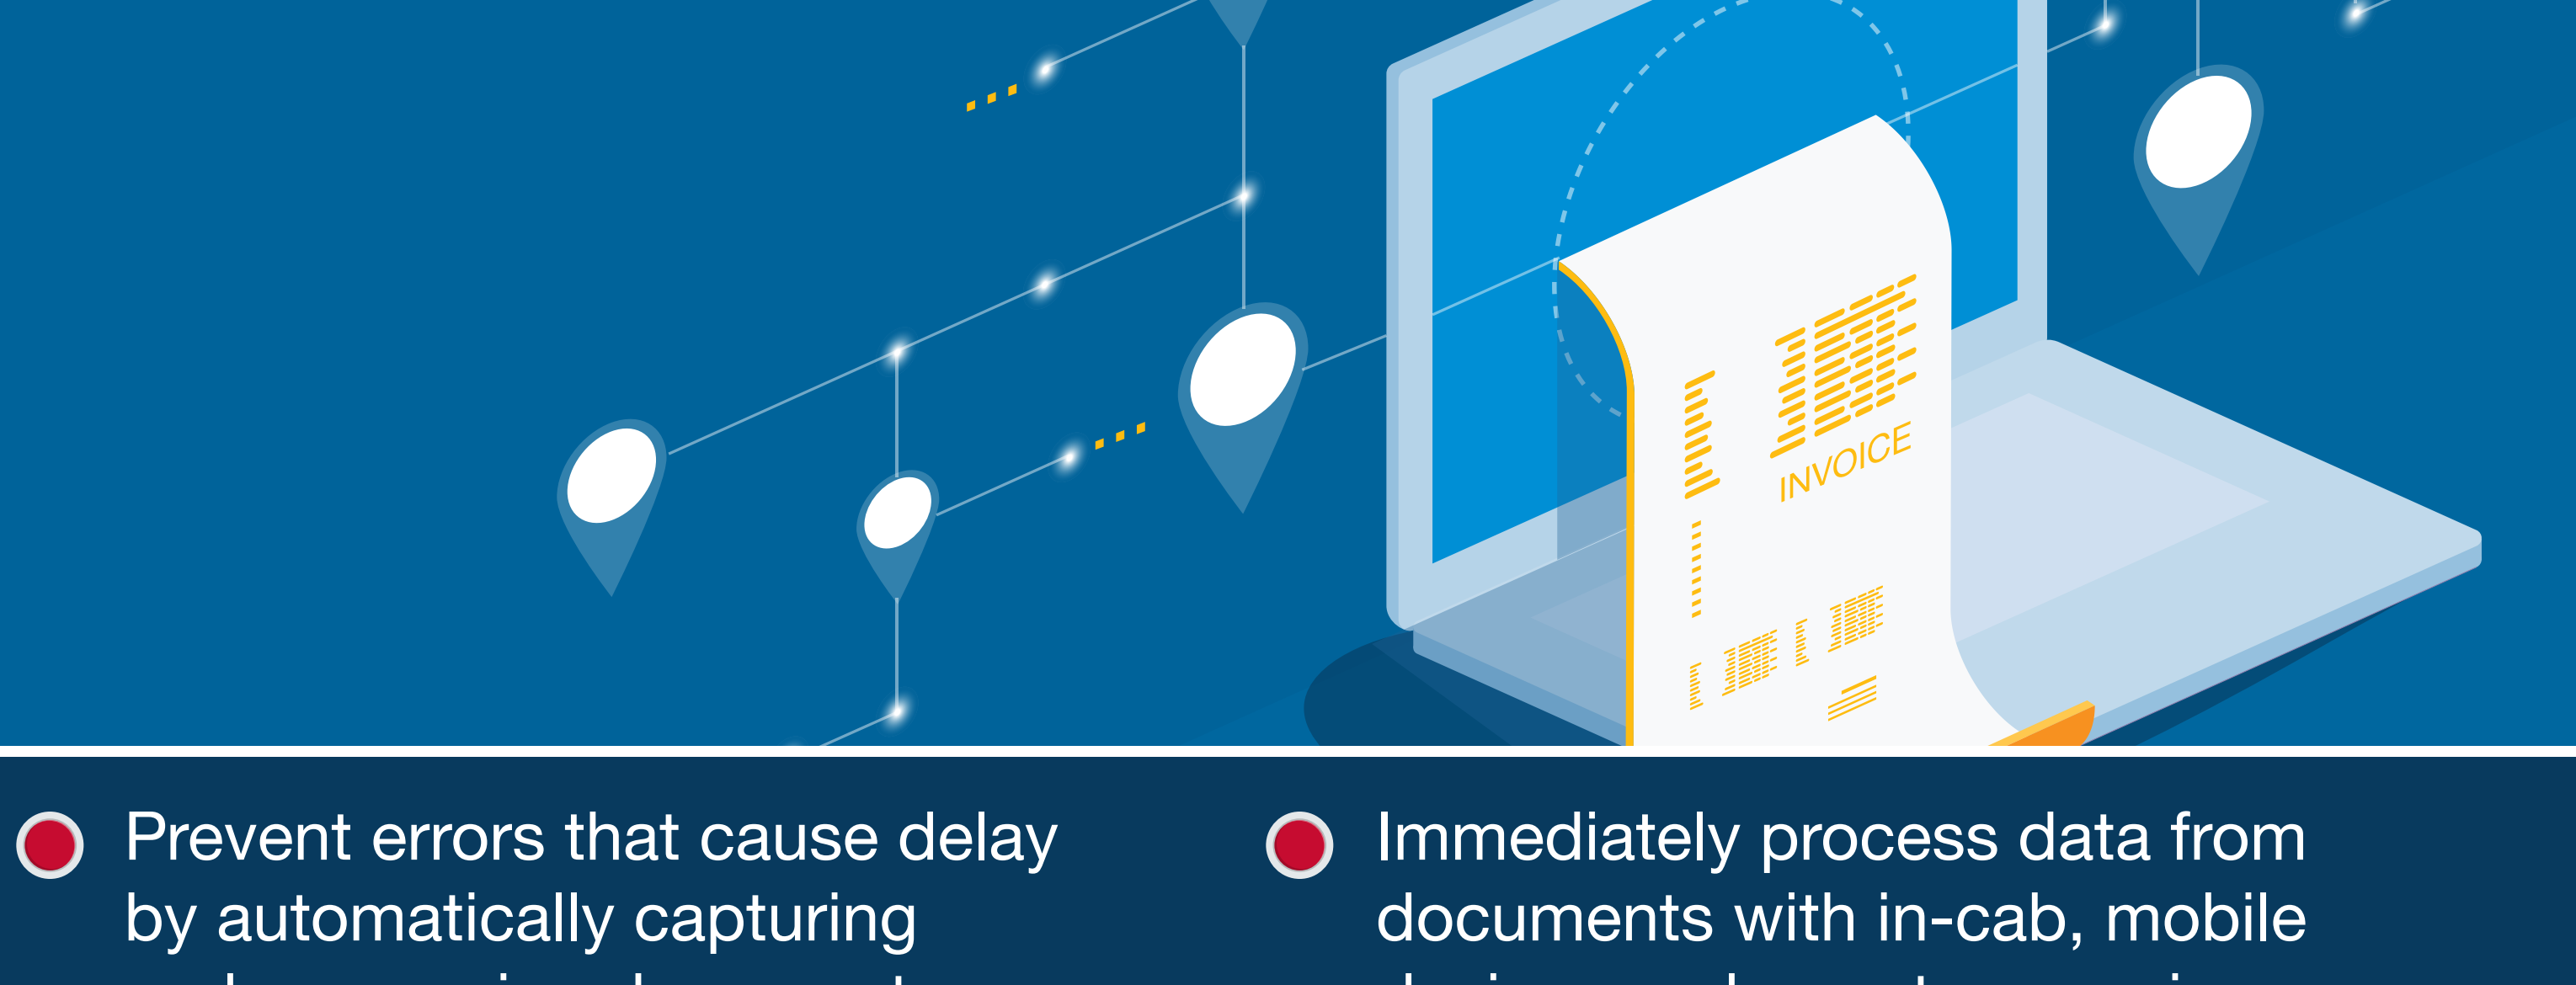 INVOICE
Prevent errors that cause delay
by automatically capturing
Immediately process data from
documents with in-cab, mobile